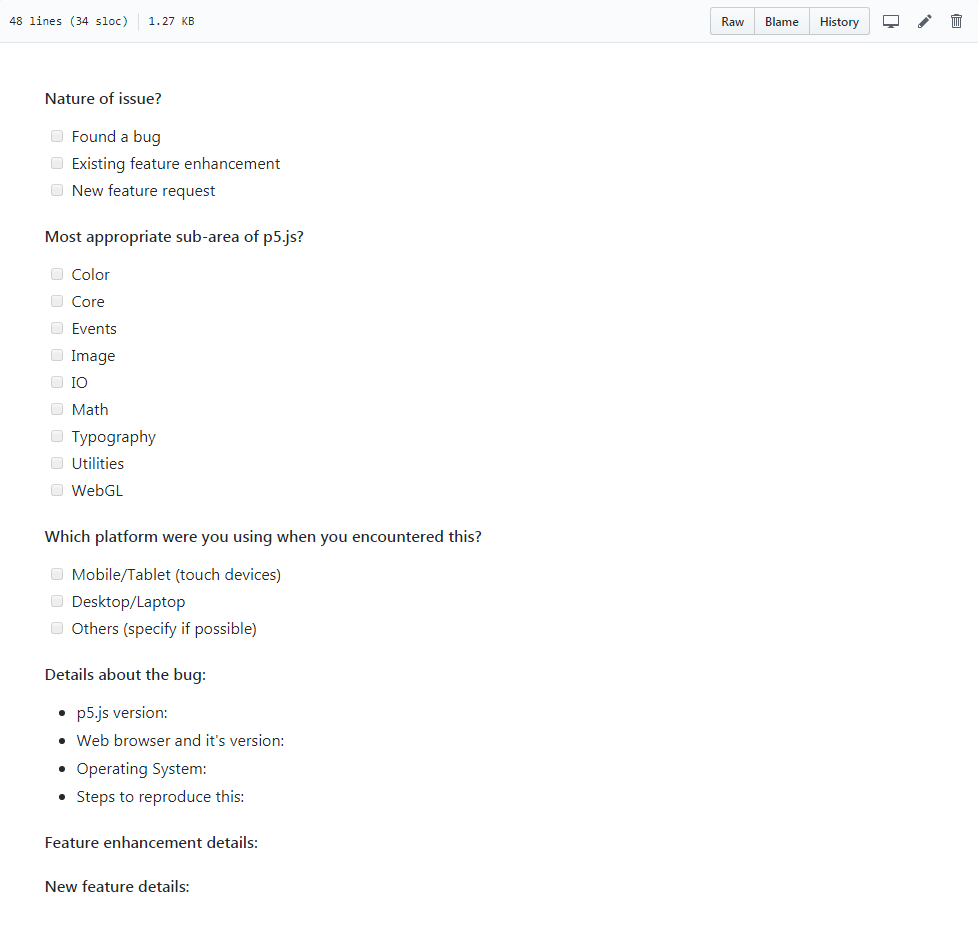 48 lines (34 sloc) 1.27 KB Raw Blame History
Nature of issue?
Found a bug
Existing feature enhancement
New feature request
Most appropriate sub-area of p5.js?
Color
Core
Events
Image
IO
Math
Typography
Utilities
WebGL
Which platform were you using when you encountered this?
Mobile/Tablet (touch devices)
Desktop/Laptop
Others (specify if possible)
Details about the bug:
p5.js version:
Web browser and it's version:
Operating System:
Steps to reproduce this:
Feature enhancement details:
New feature details: